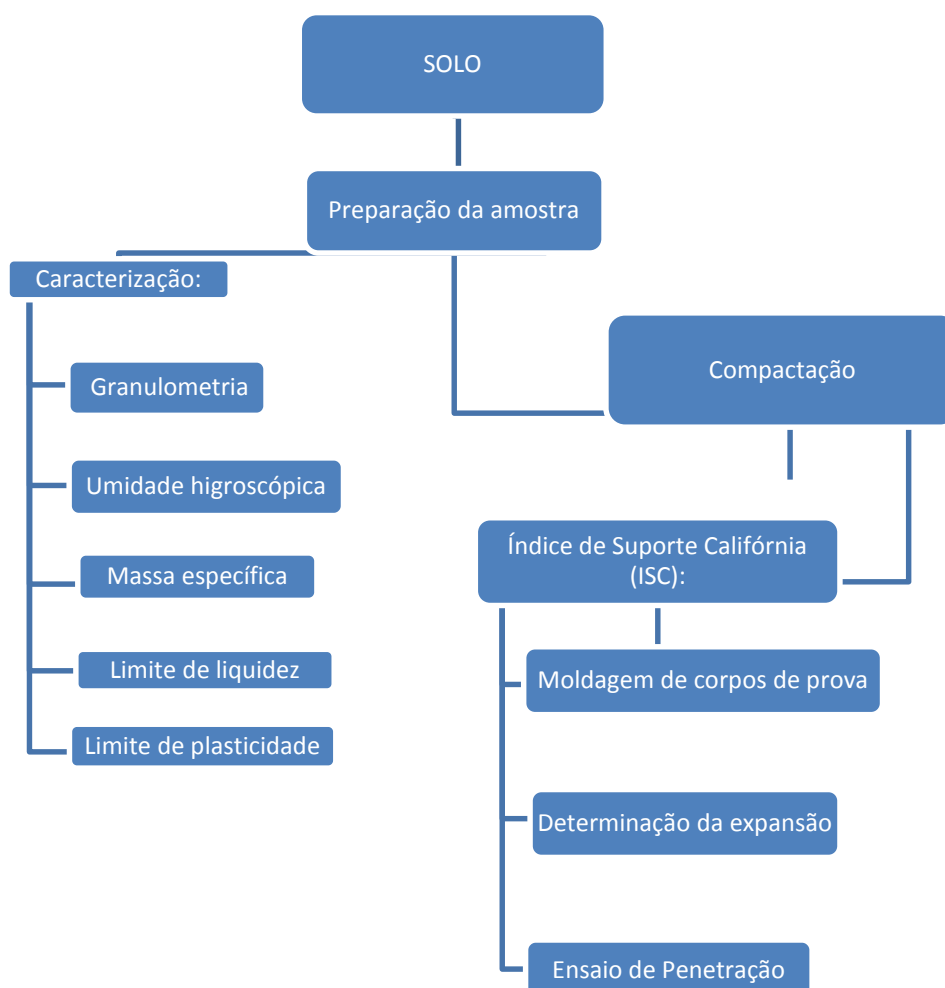 SOLO
Preparação da amostra
Caracterização:
Granulometria
Umidade higroscópica
Massa específica
Limite de liquidez
Limite de plasticidade
Compactação
Índice de Suporte Califórnia
(ISC):
Moldagem de corpos de prova
Determinação da expansão
Ensaio de Penetração